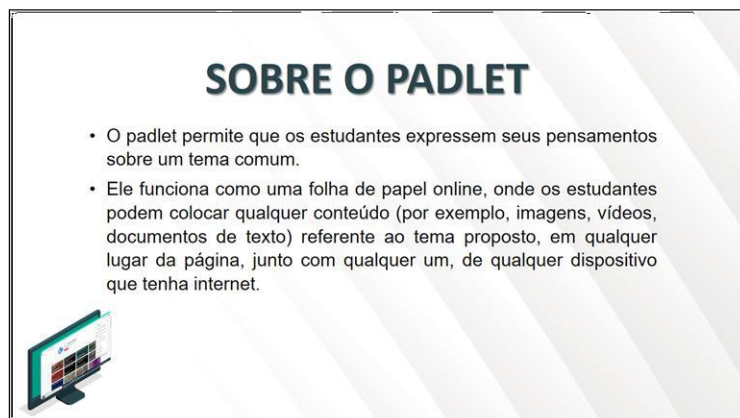 SOBRE O PADLET
• O padlet permite que os estudantes expressem seus pensamentos
sobre um tema comum.
• Ele funciona como uma folha de papel online, onde os estudantes
podem colocar qualquer conteúdo (por exemplo, imagens, vídeos,
documentos de texto) referente ao tema proposto, em qualquer
lugar da página, junto com qualquer um, de qualquer dispositivo
que tenha internet.